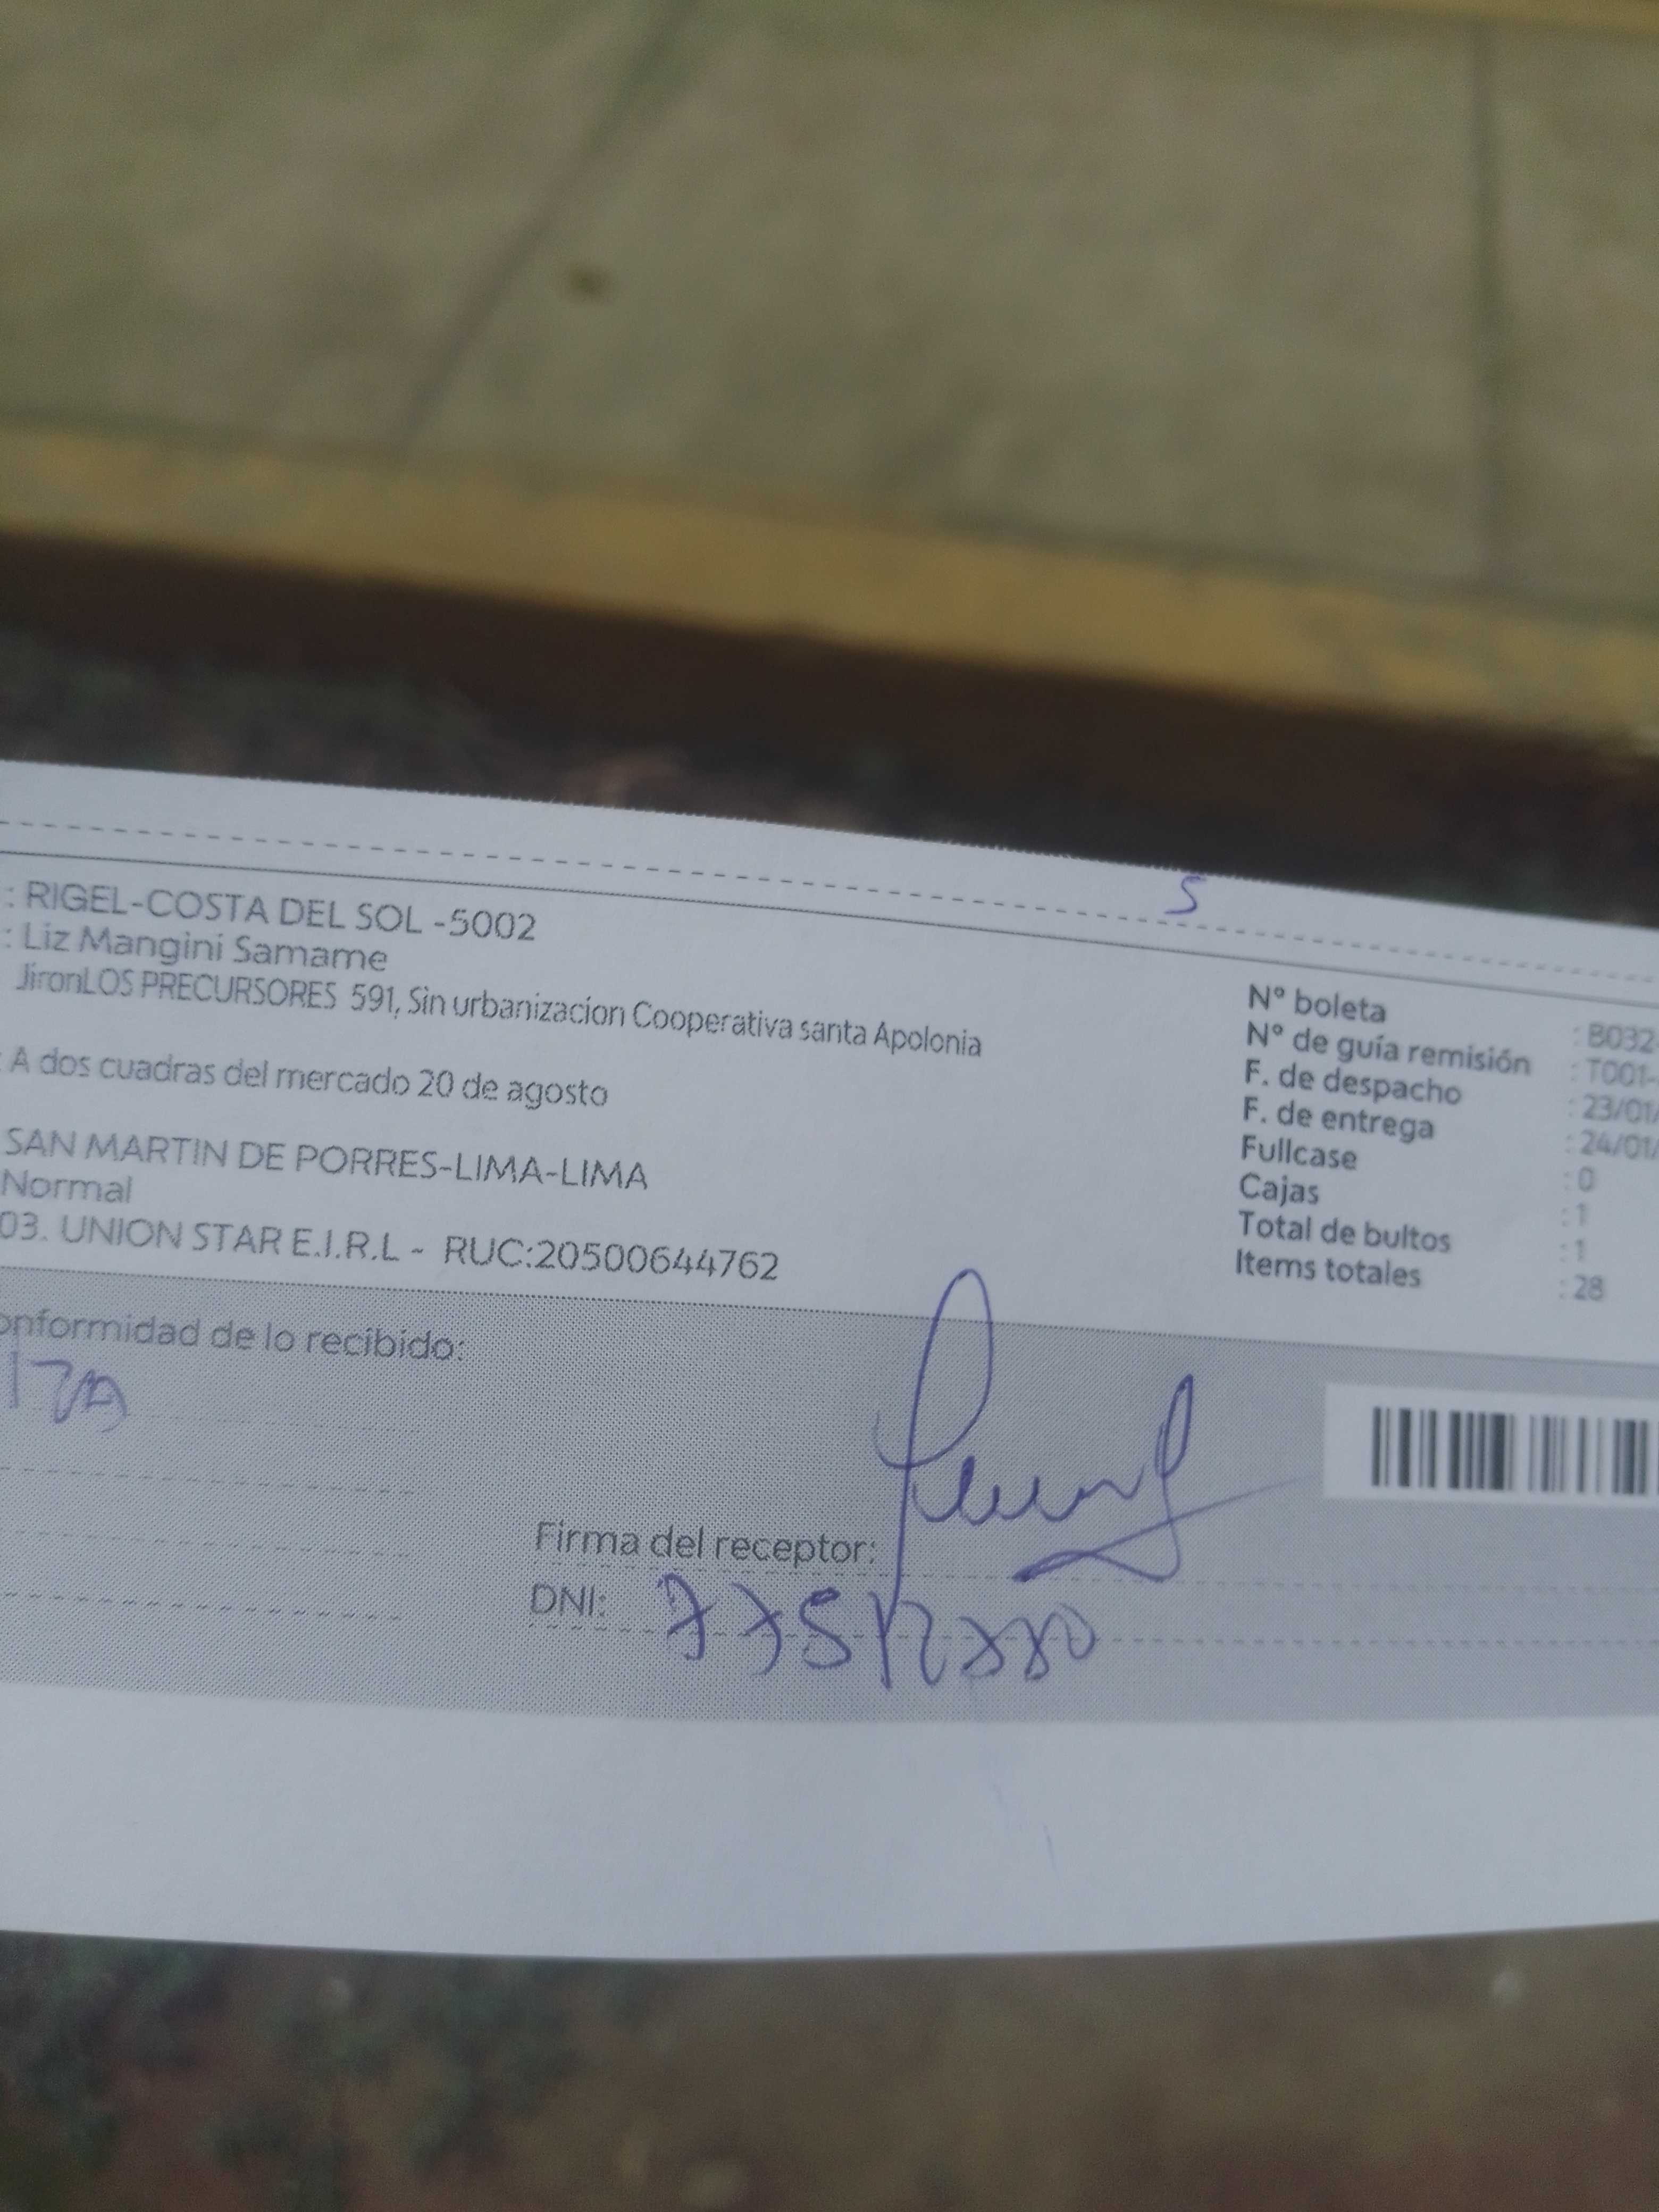 S
: RIGEL-COSTA DEL SOL -5002
: Liz Mangini Samame
JironLOS PRECURSORES 591, Sin urbanizacion Cooperativa santa Apolonia
: A dos cuadras del mercado 20 de agosto
SAN MARTIN DE PORRES-LIMA-LIMA
Normal
03. UNION STAR E.I.R.L - RUC:20500644762
N° boleta : B032-
N° de guía remisión : T001-
F. de despacho : 23/01/
F. de entrega : 24/01/
Fullcase : 0
Cajas : 1
Total de bultos : 1
Items totales : 28
onformidad de lo recibido:
Firma del receptor:
DNI: